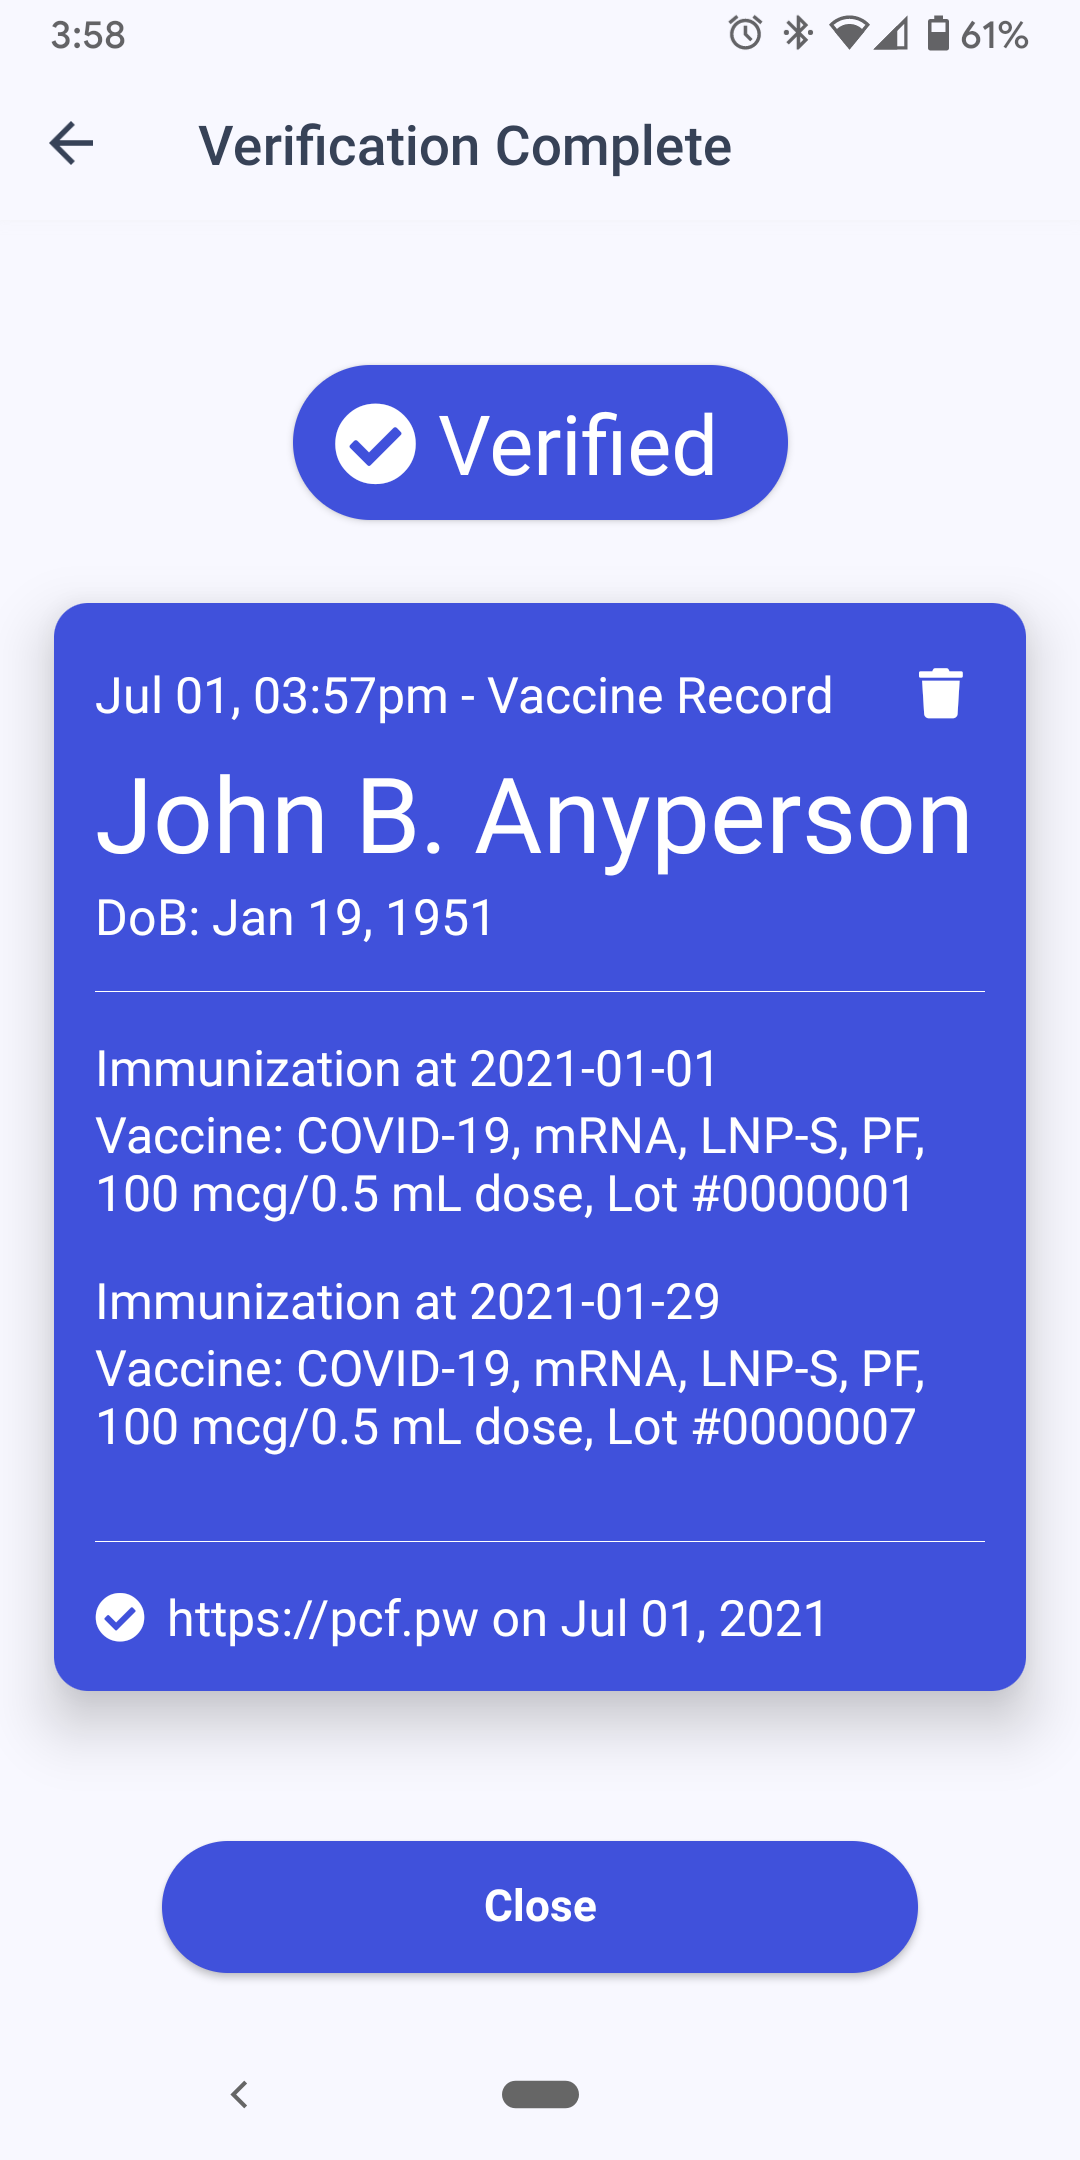 3:58 61%
Verification Complete
Verified
Jul 01, 03:57pm - Vaccine Record
John B. Anyperson
DoB: Jan 19, 1951
Immunization at 2021-01-01
Vaccine: COVID-19, mRNA, LNP-S, PF,
100 mcg/0.5 mL dose, Lot #0000001
Immunization at 2021-01-29
Vaccine: COVID-19, mRNA, LNP-S, PF,
100 mcg/0.5 mL dose, Lot #0000007
https://pcf.pw on Jul 01, 2021
Close